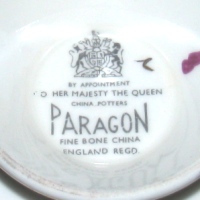 BY APPOINTMENT
O HER MAJESTY THE QUEEN
CHINA POTTERS
PARAGON
FINE BONE CHINA
ENGLAND REGD